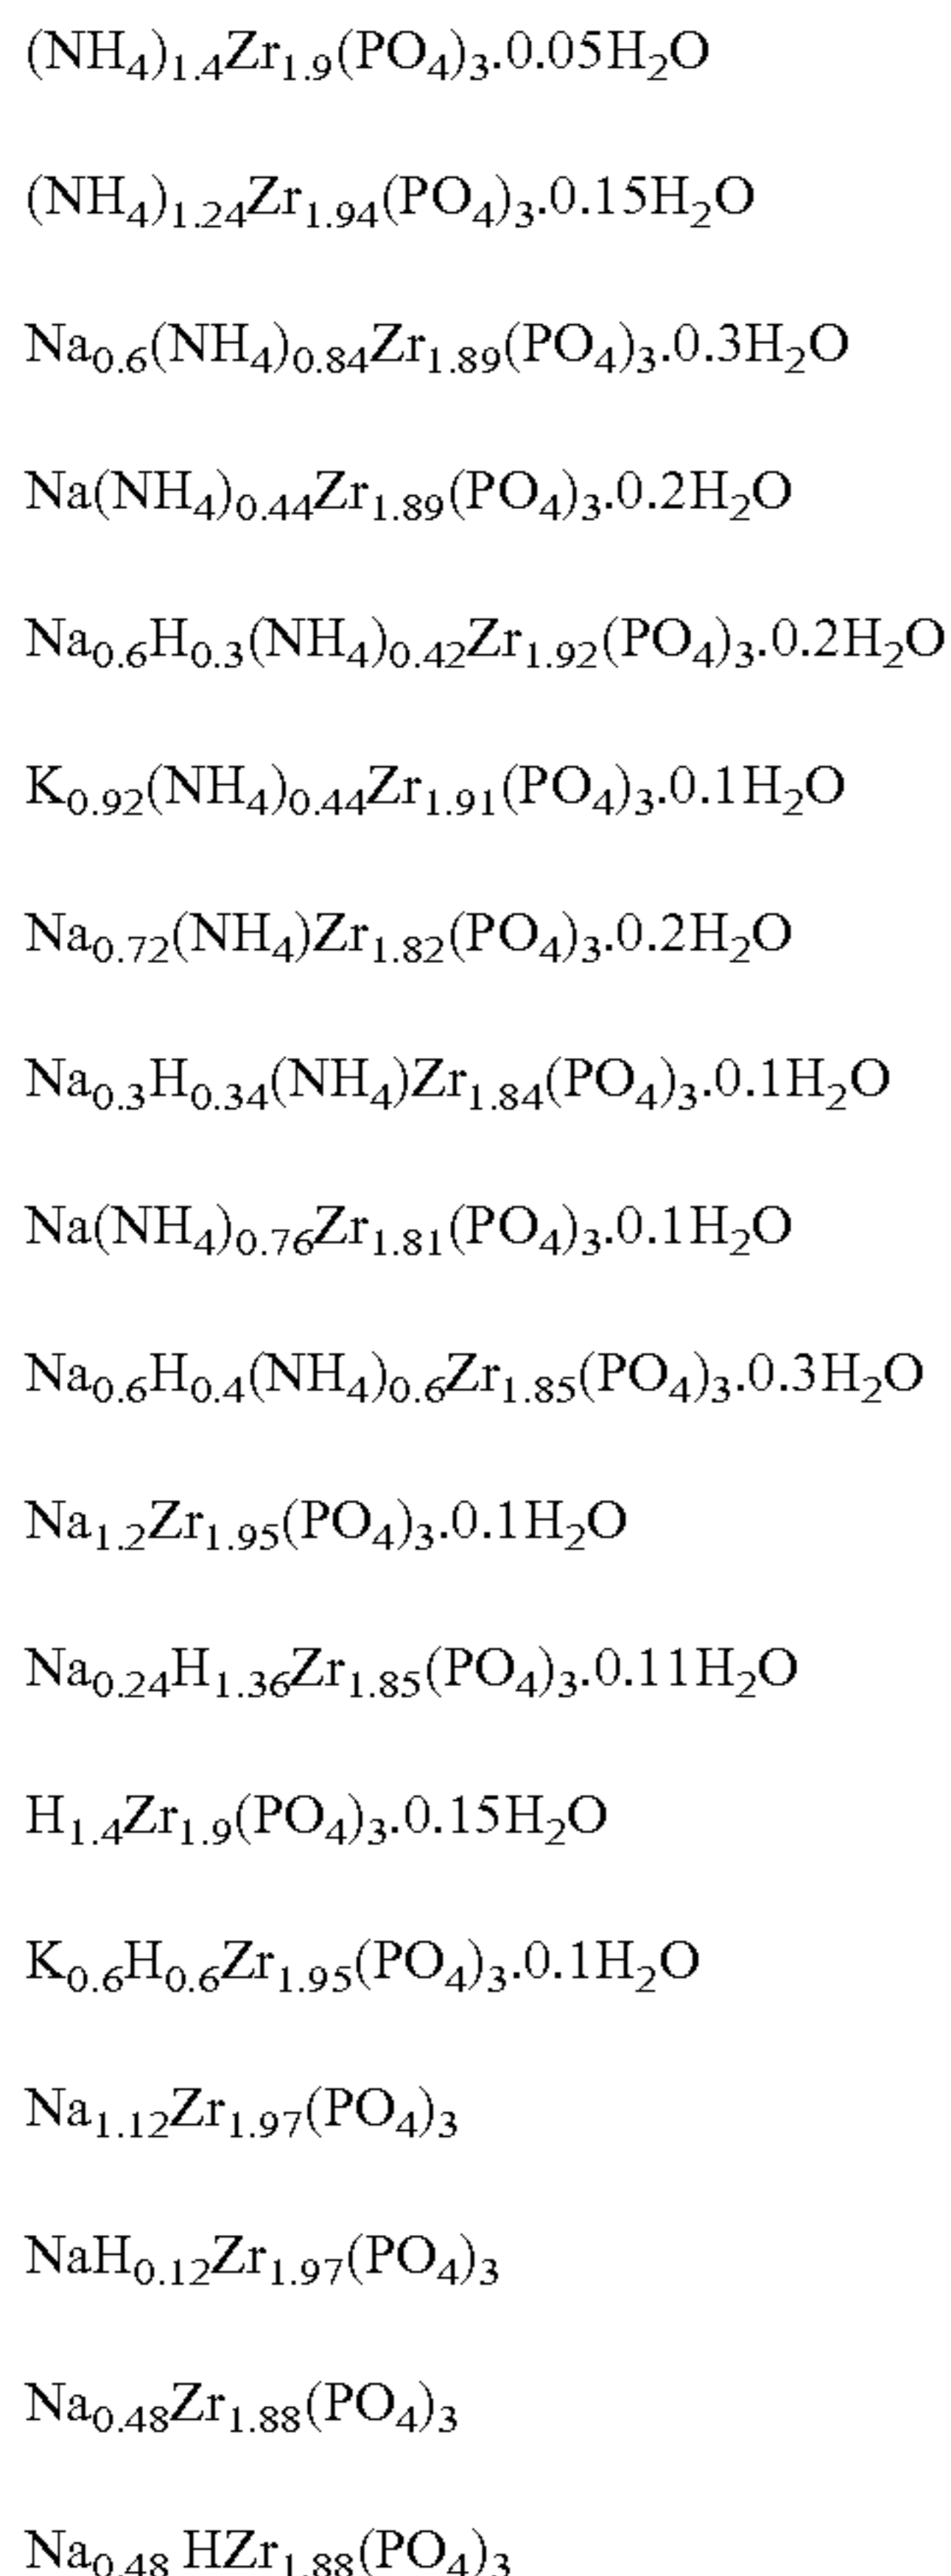 (NH₄)₁.₄Zr₁.₉(PO₄)₃.0.05H₂O
(NH₄)₁.₂₄Zr₁.₉₄(PO₄)₃.0.15H₂O
Na₀.₆(NH₄)₀.₈₄Zr₁.₈₉(PO₄)₃.0.3H₂O
Na(NH₄)₀.₄₄Zr₁.₈₉(PO₄)₃.0.2H₂O
Na₀.₆H₀.₃(NH₄)₀.₄₂Zr₁.₉₂(PO₄)₃.0.2H₂O
K₀.₉₂(NH₄)₀.₄₄Zr₁.₉₁(PO₄)₃.0.1H₂O
Na₀.₇₂(NH₄)Zr₁.₈₂(PO₄)₃.0.2H₂O
Na₀.₃H₀.₃₄(NH₄)Zr₁.₈₄(PO₄)₃.0.1H₂O
Na(NH₄)₀.₇₆Zr₁.₈₁(PO₄)₃.0.1H₂O
Na₀.₆H₀.₄(NH₄)₀.₆Zr₁.₈₅(PO₄)₃.0.3H₂O
Na₁.₂Zr₁.₉₅(PO₄)₃.0.1H₂O
Na₀.₂₄H₁.₃₆Zr₁.₈₅(PO₄)₃.0.11H₂O
H₁.₄Zr₁.₉(PO₄)₃.0.15H₂O
K₀.₆H₀.₆Zr₁.₉₅(PO₄)₃.0.1H₂O
Na₁.₁₂Zr₁.₉₇(PO₄)₃
NaH₀.₁₂Zr₁.₉₇(PO₄)₃
Na₀.₄₈Zr₁.₈₈(PO₄)₃
Na₀.₄₈ HZr₁.₈₈(PO₄)₃